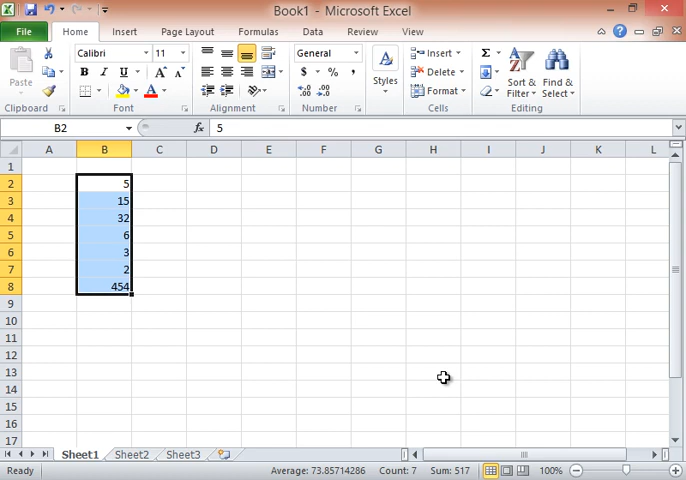 Book1 - Microsoft Excel
File Home Insert Page Layout Formulas Data Review View
Calibri 11 General Insert Σ
Paste B I U A A $ % , Styles Delete Sort & Filter Find & Select
A .00 .0 Format
Clipboard Font Alignment Number Cells Editing
B2 fx 5
A B C D E F G H I J K L
1
2 5
3 15
4 32
5 6
6 3
7 2
8 454
9
10
11
12
13
14
15
16
17
Sheet1 Sheet2 Sheet3
Ready Average: 73.85714286 Count: 7 Sum: 517 100%